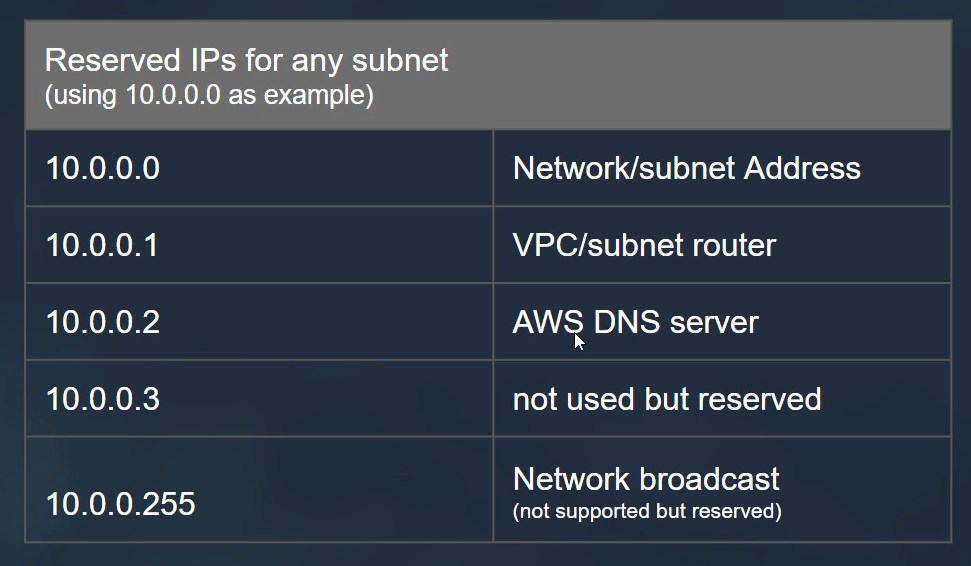 Reserved IPs for any subnet
(using 10.0.0.0 as example)
10.0.0.0
Network/subnet Address
10.0.0.1
VPC/subnet router
10.0.0.2
AWS DNS server
10.0.0.3
not used but reserved
10.0.0.255
Network broadcast
(not supported but reserved)